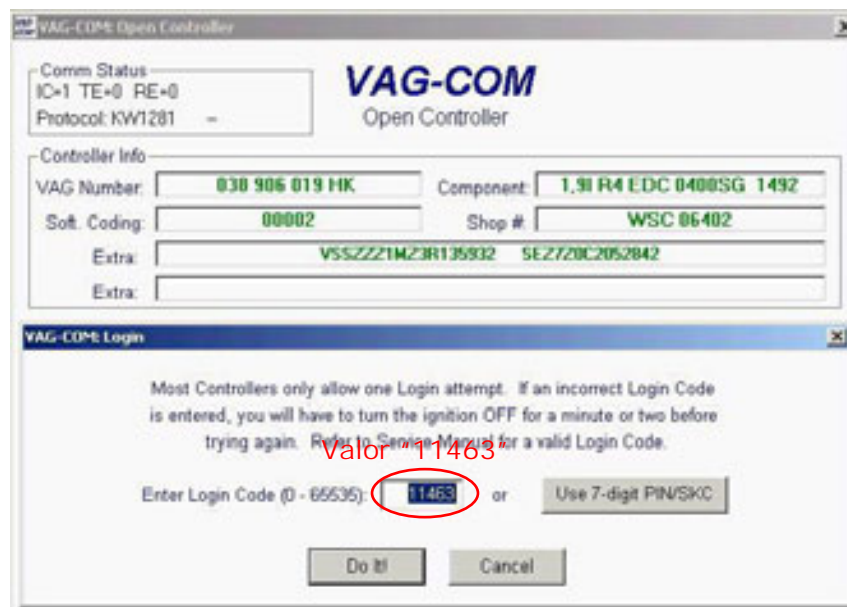 VAG-COM: Open Controller
Comm Status
IC=1 TE=0 RE=0
Protocol: KW1281 –
VAG-COM
Open Controller
Controller Info
VAG Number: 038 906 019 HK Component: 1,9l R4 EDC 0400SG 1492
Soft. Coding: 00002 Shop #: WSC 06402
Extra: VSSZZZ1MZ3R135932 SEZ7Z0C2052842
Extra:
VAG-COM: Login
Most Controllers only allow one Login attempt. If an incorrect Login Code
is entered, you will have to turn the ignition OFF for a minute or two before
trying again. Refer to Service Manual for a valid Login Code.
Valor "11463"
Enter Login Code (0 - 65535): 11463 or Use 7-digit PIN/SKC
Do It! Cancel